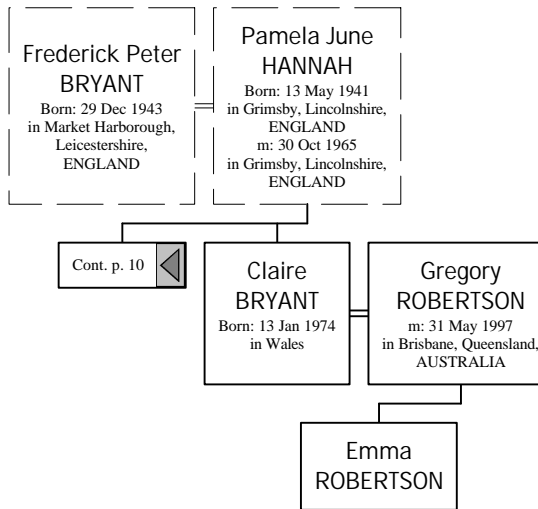 Frederick Peter
BRYANT
Born: 29 Dec 1943
in Market Harborough,
Leicestershire,
ENGLAND
Pamela June
HANNAH
Born: 13 May 1941
in Grimsby, Lincolnshire,
ENGLAND
m: 30 Oct 1965
in Grimsby, Lincolnshire,
ENGLAND
Cont. p. 10
Claire
BRYANT
Born: 13 Jan 1974
in Wales
Gregory
ROBERTSON
m: 31 May 1997
in Brisbane, Queensland,
AUSTRALIA
Emma
ROBERTSON